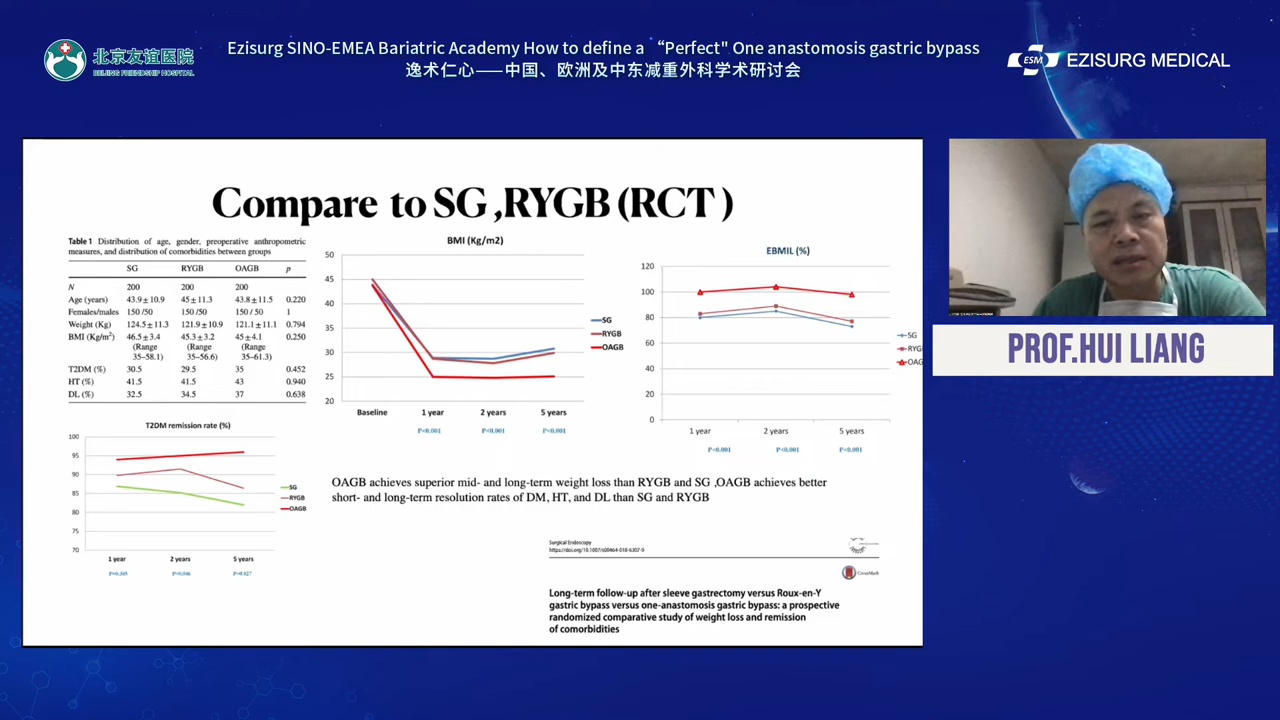 北京友谊医院
BEIJING FRIENDSHIP HOSPITAL
Ezisurg SINO-EMEA Bariatric Academy How to define a “Perfect" One anastomosis gastric bypass
逸术仁心——中国、欧洲及中东减重外科学术研讨会
ESM EZISURG MEDICAL
Compare to SG ,RYGB (RCT )
Table 1 Distribution of age, gender, preoperative anthropometric
measures, and distribution of comorbidities between groups
SG RYGB OAGB p
N 200 200 200
Age (years) 43.9±10.9 45±11.3 43.8±11.5 0.220
Females/males 150 /50 150 /50 150 / 50 1
Weight (Kg) 124.5±11.3 121.9±10.9 121.1±11.1 0.794
BMI (Kg/m2) 46.5±3.4 45.3±3.2 45±4.1 0.250
(Range (Range (Range
35–58.1) 35–56.6) 35–61.3)
T2DM (%) 30.5 29.5 35 0.452
HT (%) 41.5 41.5 43 0.940
DL (%) 32.5 34.5 37 0.638
BMI (Kg/m2)
50
45
40
35
30
25
20
Baseline 1 year 2 years 5 years
P<0.001 P<0.001 P<0.001
SG
RYGB
OAGB
EBMIL (%)
120
100
80
60
40
20
0
1 year 2 years 5 years
P<0.001 P<0.001 P<0.001
SG
RYG
OAG
T2DM remission rate (%)
100
95
90
85
80
75
70
1 year 2 years 5 years
SG
RYGB
OAGB
OAGB achieves superior mid- and long-term weight loss than RYGB and SG ,OAGB achieves better
short- and long-term resolution rates of DM, HT, and DL than SG and RYGB
Surgical Endoscopy
https://doi.org/10.1007/s00464-018-6307-9
CrossMark
Long-term follow-up after sleeve gastrectomy versus Roux-en-Y
gastric bypass versus one-anastomosis gastric bypass: a prospective
randomized comparative study of weight loss and remission
of comorbidities
PROF.HUI LIANG